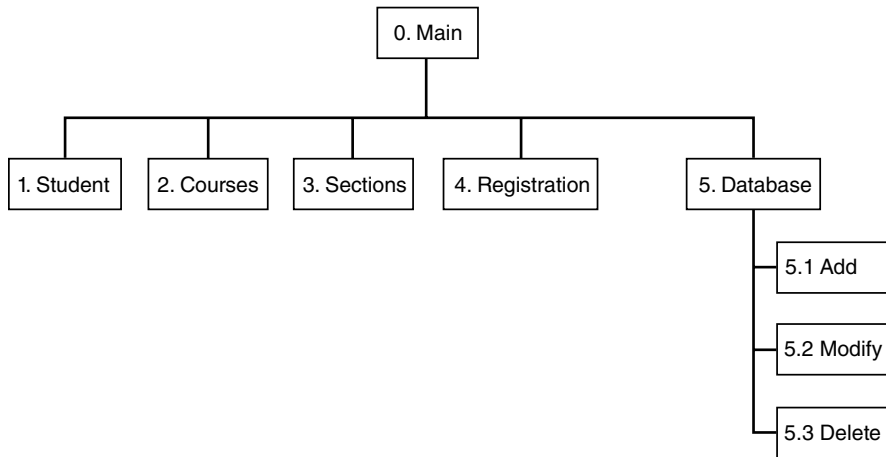 0. Main
1. Student
2. Courses
3. Sections
4. Registration
5. Database
5.1 Add
5.2 Modify
5.3 Delete